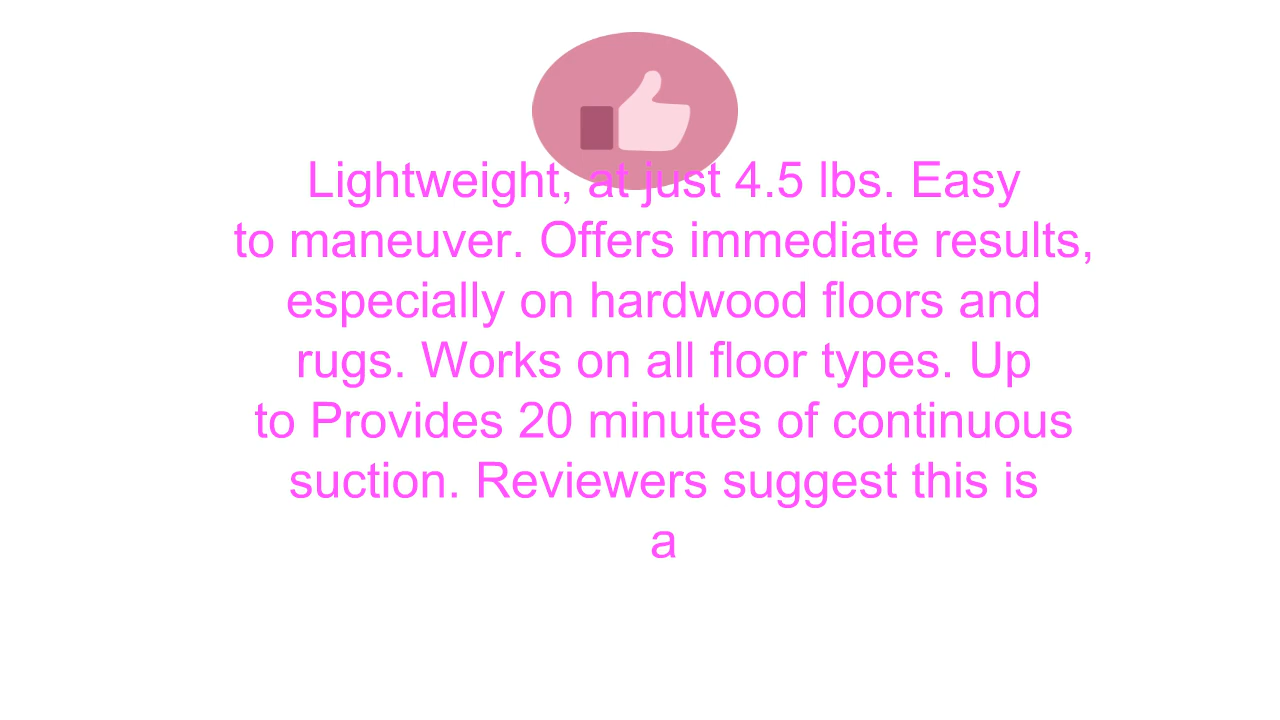 Lightweight, at just 4.5 lbs. Easy
to maneuver. Offers immediate results,
especially on hardwood floors and
rugs. Works on all floor types. Up
to Provides 20 minutes of continuous
suction. Reviewers suggest this is
a